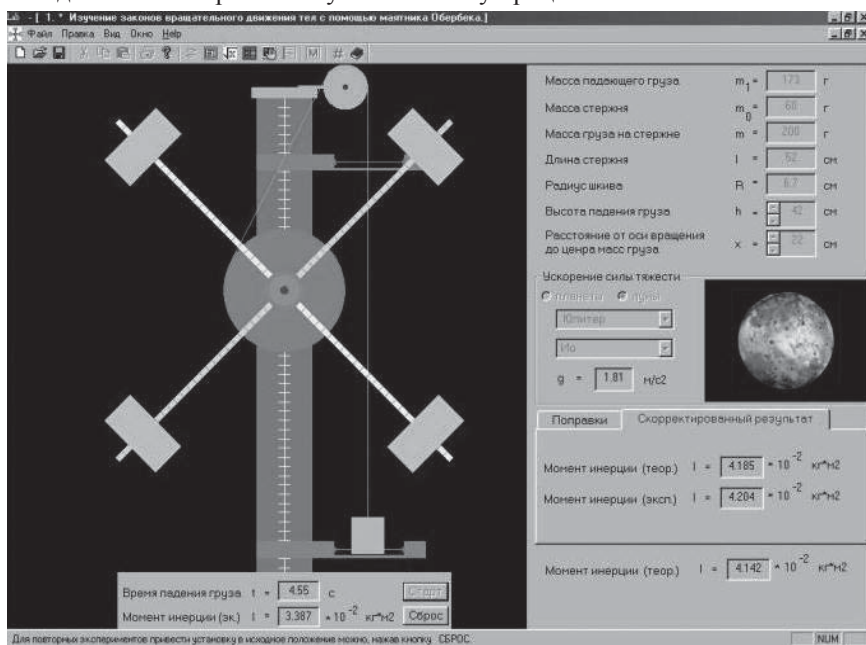 - [ 1. * Изучение законов вращательного движения тел с помощью маятника Обербека.]
Файл Правка Вид Окно Help
Масса падающего груза m1= 173 г
Масса стержня m0= 60 г
Масса груза на стержне m = 200 г
Длина стержня l = 52 см
Радиус шкива R = 6.7 см
Высота падения груза h = 42 см
Расстояние от оси вращения
до ценра масс груза x = 22 см
Ускорение силы тяжести
планеты луны
Юпитер
Ио
g = 1.81 м/с2
Поправки Скорректированный результат
Момент инерции (теор.) I = 4.185 * 10 -2 кг*м2
Момент инерции (эксп.) I = 4.204 * 10 -2 кг*м2
Момент инерции (теор.) I = 4.142 * 10 -2 кг*м2
Время падения груза t = 4.55 с Старт
Момент инерции (эк.) I = 3.387 * 10 -2 кг*м2 Сброс
Для повторных экспериментов привести установку в исходное положение можно, нажав кнопку СБРОС. NUM